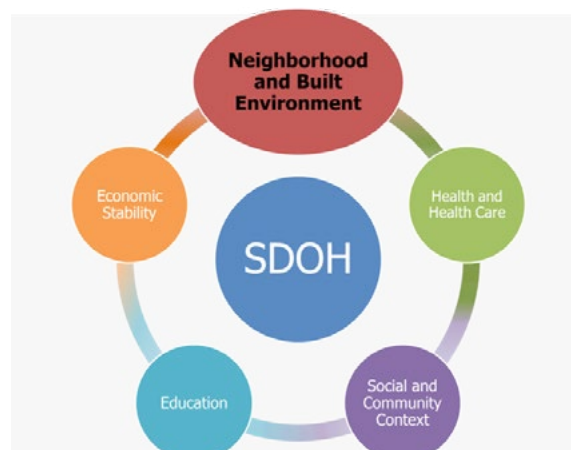 Neighborhood
and Built
Environment
Economic
Stability
Health and
Health Care
SDOH
Education
Social and
Community
Context